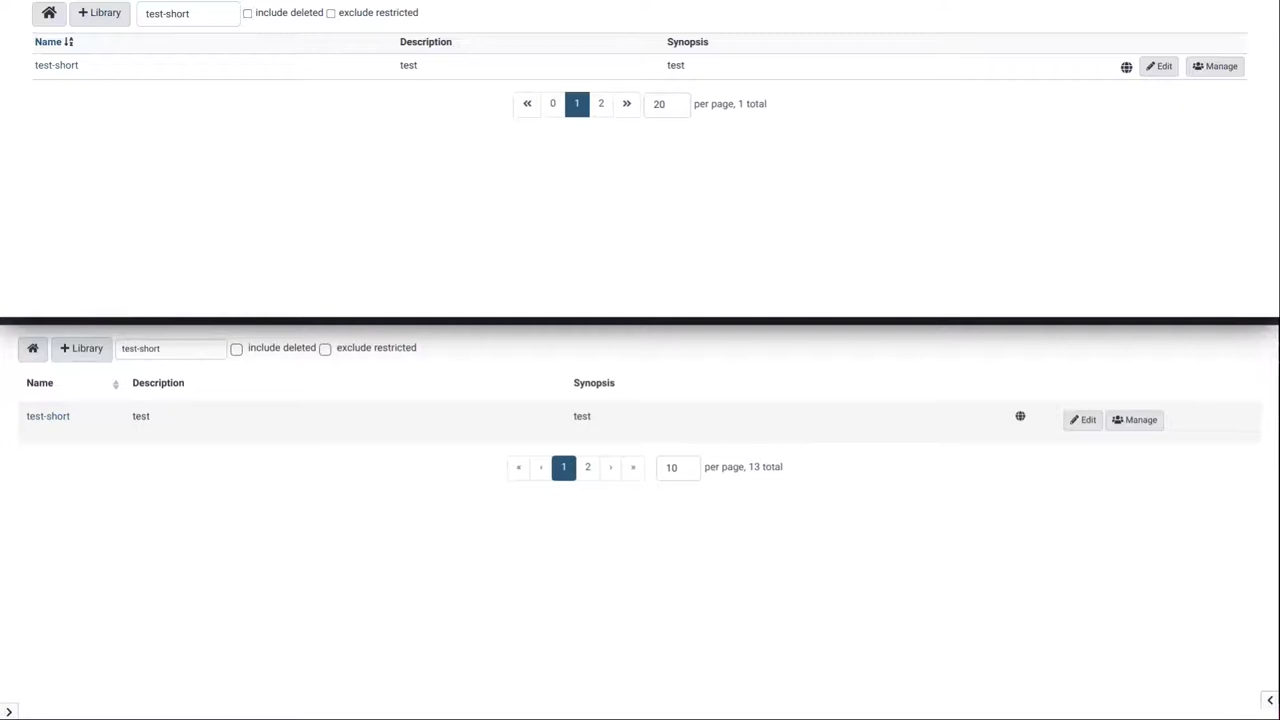 + Library test-short include deleted exclude restricted
Name Description Synopsis
test-short test test Edit Manage
« 0 1 2 » 20 per page, 1 total
+ Library test-short include deleted exclude restricted
Name Description Synopsis
test-short test test Edit Manage
« ‹ 1 2 › » 10 per page, 13 total